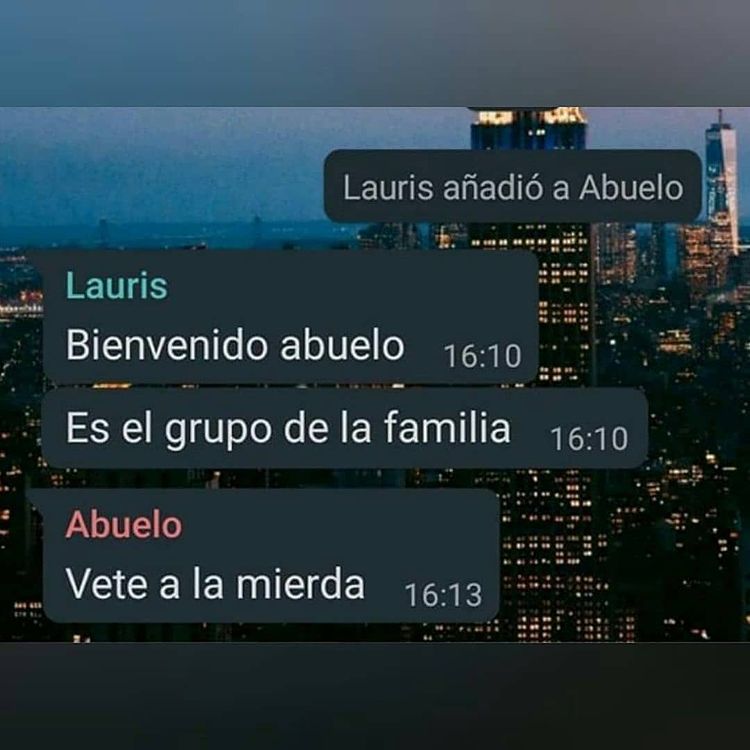 Lauris añadió a Abuelo
Lauris
Bienvenido abuelo 16:10
Es el grupo de la familia 16:10
Abuelo
Vete a la mierda 16:13